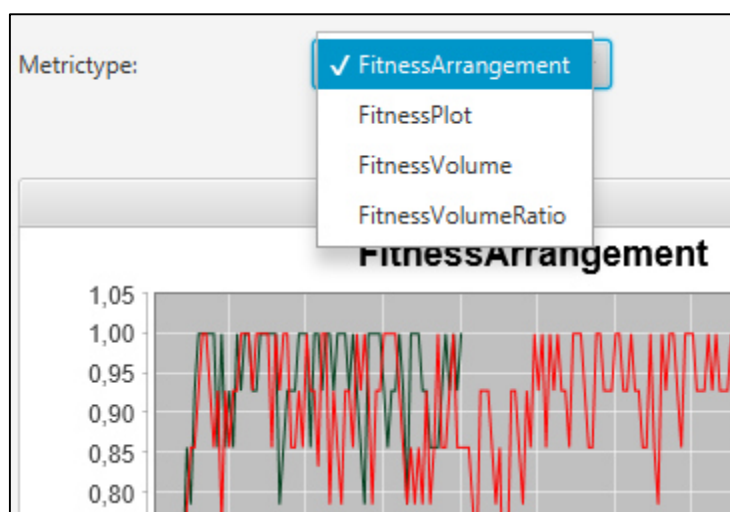 Metrictype:
✓ FitnessArrangement
FitnessPlot
FitnessVolume
FitnessVolumeRatio
FitnessArrangement
1,05
1,00
0,95
0,90
0,85
0,80